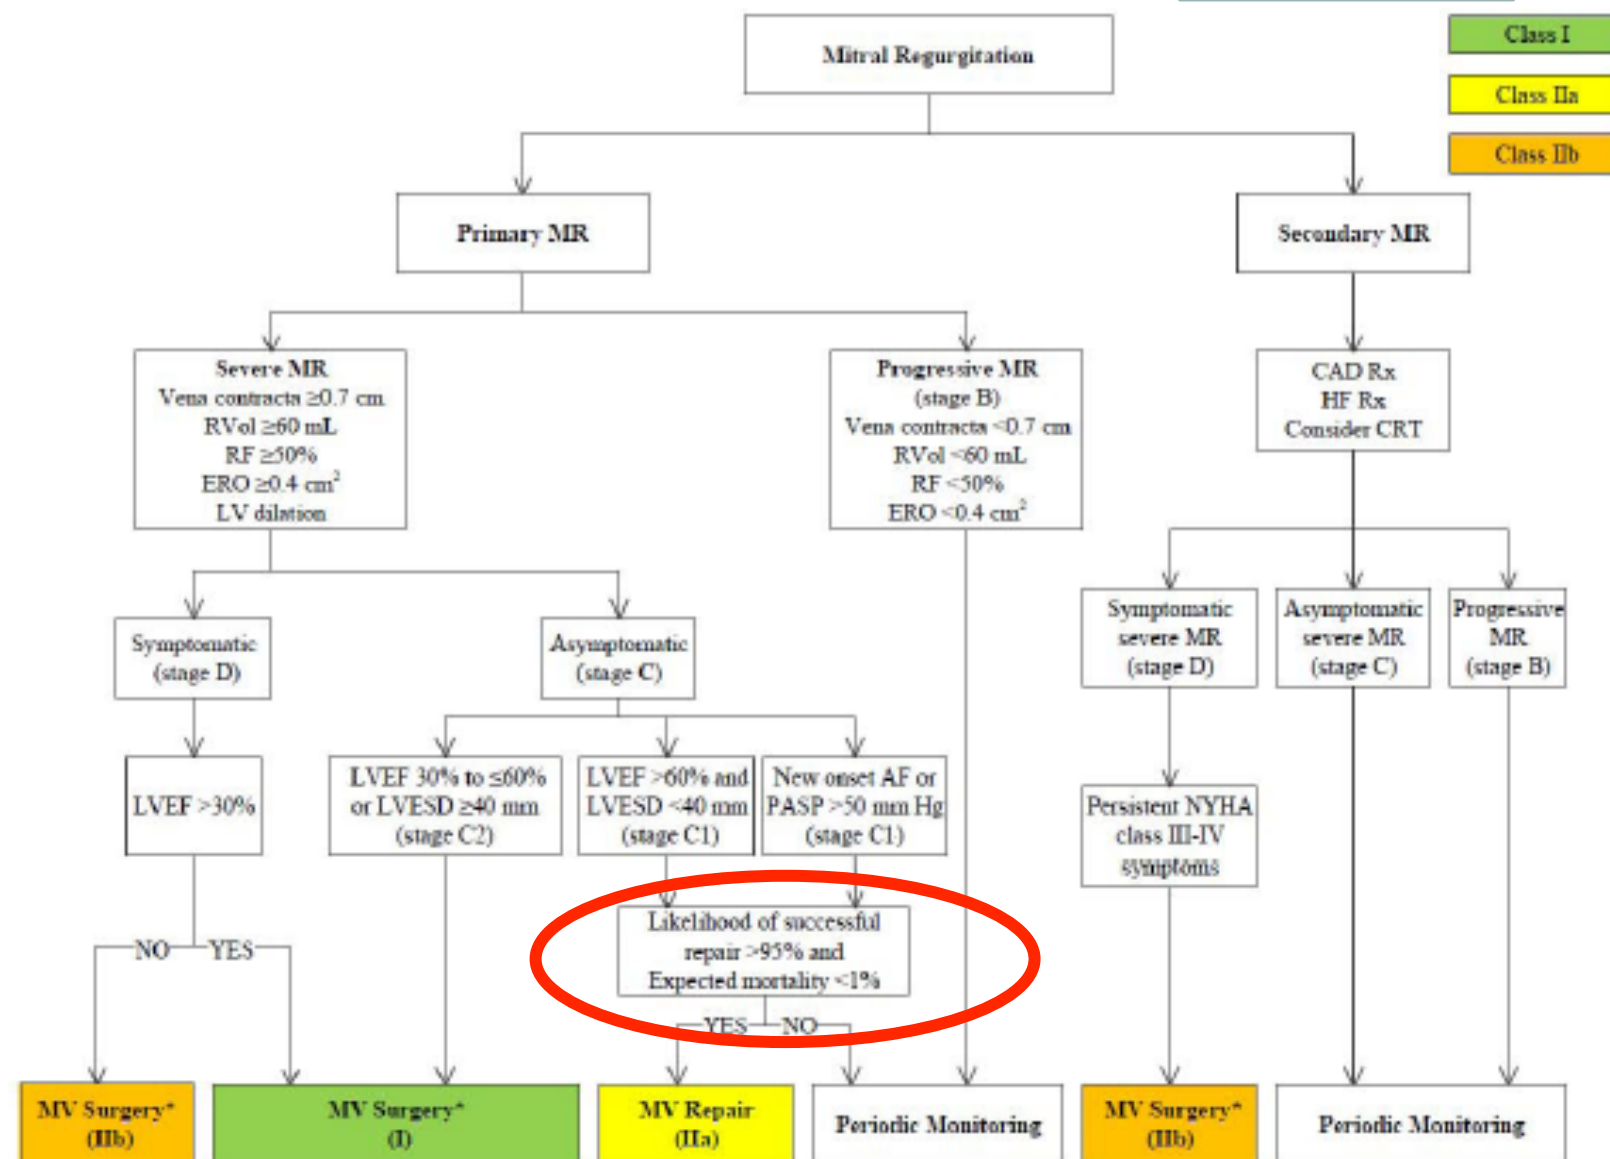 Mitral Regurgitation
Class I
Class IIa
Class IIb
Primary MR
Secondary MR
Severe MR
Vena contracta ≥0.7 cm
RVol ≥60 mL
RF ≥50%
ERO ≥0.4 cm²
LV dilation
Progressive MR
(stage B)
Vena contracta <0.7 cm
RVol <60 mL
RF <50%
ERO <0.4 cm²
CAD Rx
HF Rx
Consider CRT
Symptomatic
(stage D)
Asymptomatic
(stage C)
Symptomatic
severe MR
(stage D)
Asymptomatic
severe MR
(stage C)
Progressive
MR
(stage B)
LVEF >30%
LVEF 30% to ≤60%
or LVESD ≥40 mm
(stage C2)
LVEF >60% and
LVESD <40 mm
(stage C1)
New onset AF or
PASP >50 mm Hg
(stage C1)
Persistent NYHA
class III-IV
symptoms
Likelihood of successful
repair >95% and
Expected mortality <1%
NO
YES
YES
NO
MV Surgery*
(IIb)
MV Surgery*
(I)
MV Repair
(IIa)
Periodic Monitoring
MV Surgery*
(IIb)
Periodic Monitoring